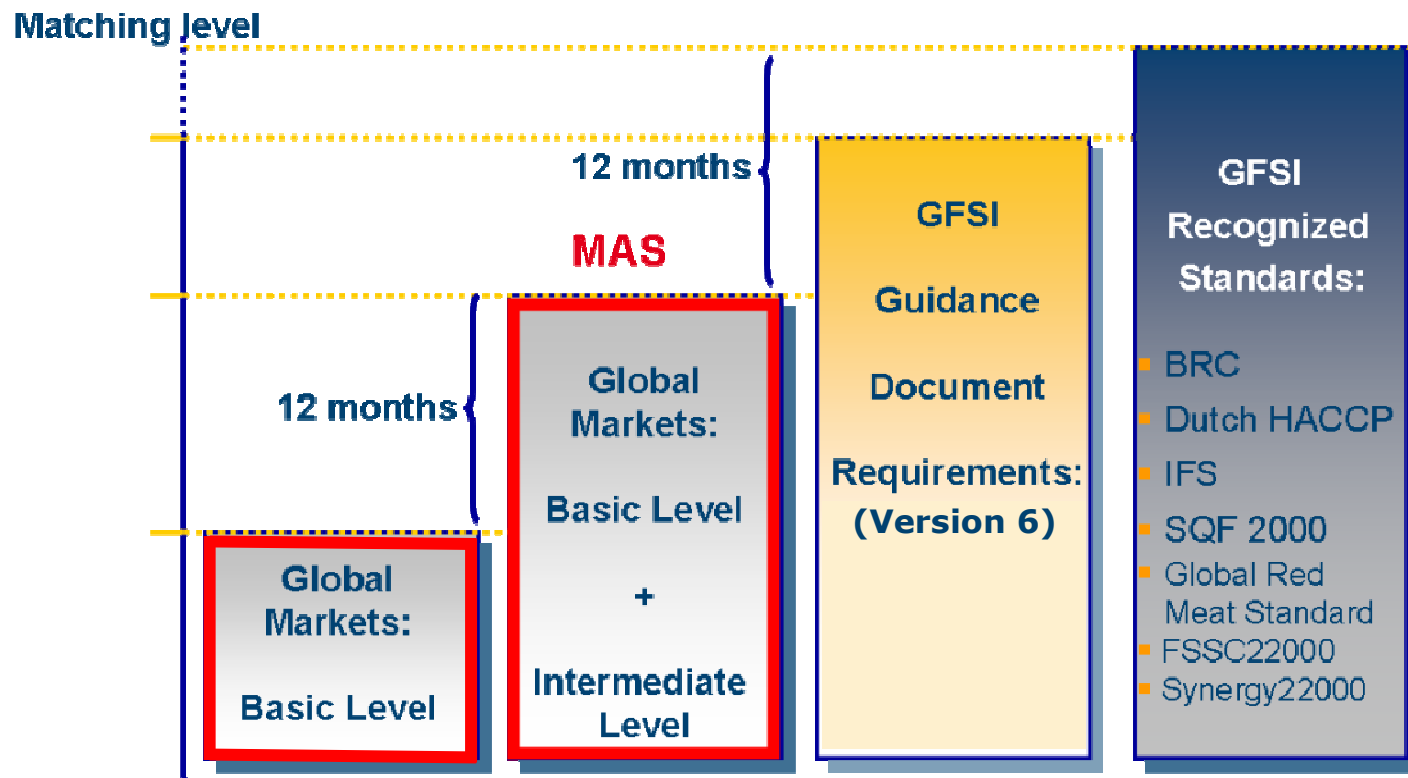 Matching level
12 months
MAS
12 months
Global
Markets:
Basic Level
Global
Markets:
Basic Level
+
Intermediate
Level
GFSI
Guidance
Document
Requirements:
(Version 6)
GFSI
Recognized
Standards:
BRC
Dutch HACCP
IFS
SQF 2000
Global Red
Meat Standard
FSSC22000
Synergy22000